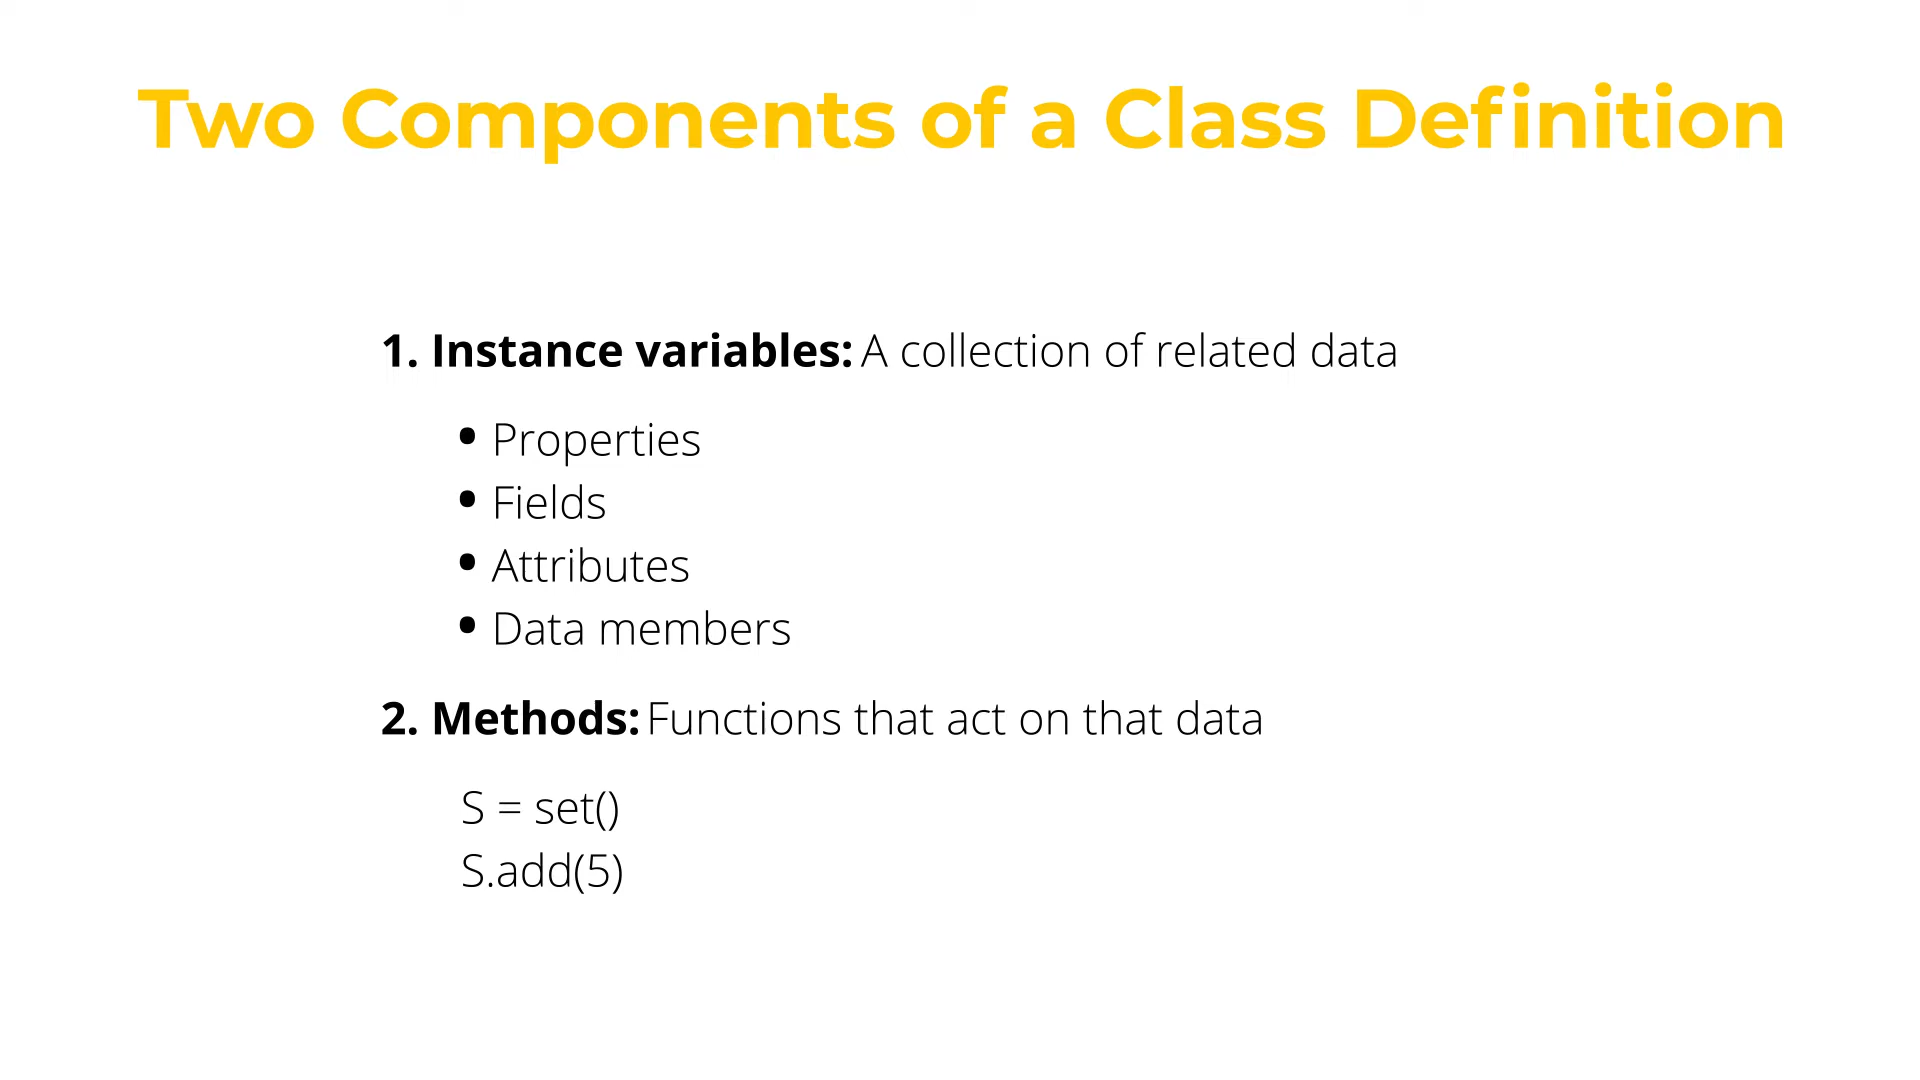 Two Components of a Class Definition
1. Instance variables: A collection of related data
• Properties
• Fields
• Attributes
• Data members
2. Methods: Functions that act on that data
S = set()
S.add(5)